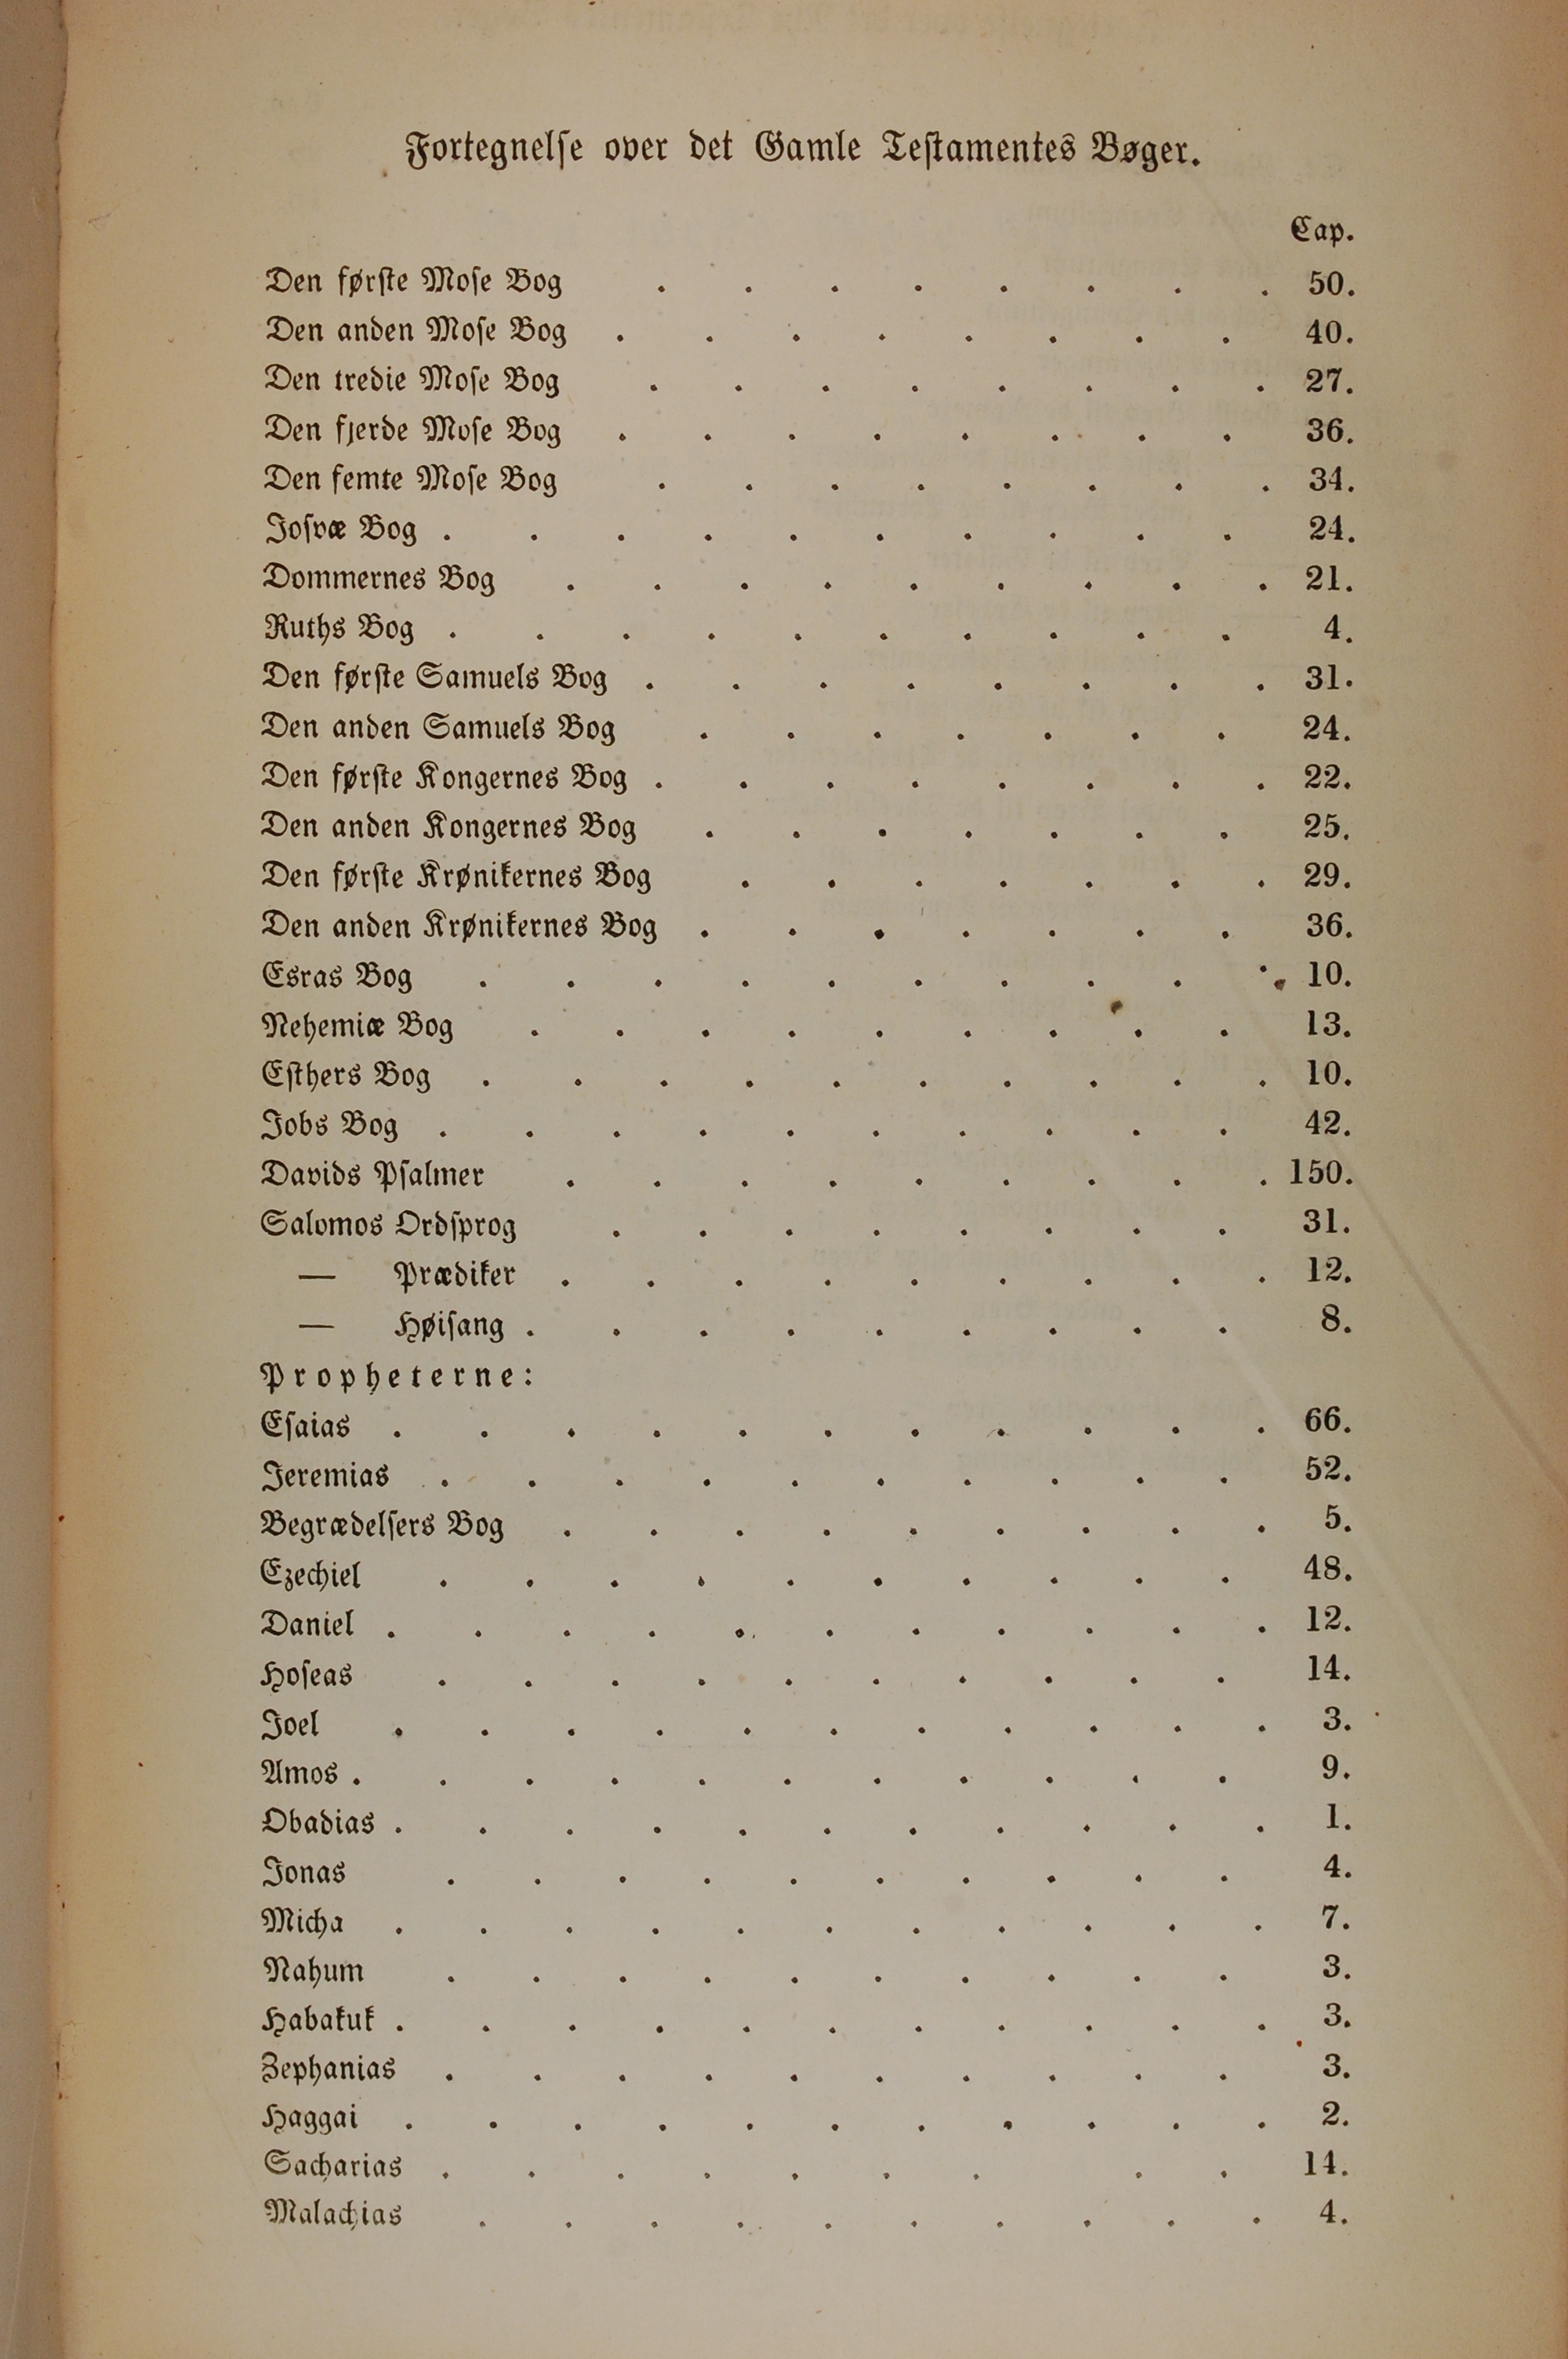 Fortegnelse over det Gamle Testamentes Bøger.
Cap.
Den første Mose Bog . . . . . . . . 50.
Den anden Mose Bog . . . . . . . . 40.
Den tredie Mose Bog . . . . . . . . 27.
Den fjerde Mose Bog . . . . . . . . 36.
Den femte Mose Bog . . . . . . . . 34.
Josvæ Bog . . . . . . . . . . 24.
Dommernes Bog . . . . . . . . . 21.
Ruths Bog . . . . . . . . . . 4.
Den første Samuels Bog . . . . . . . . 31.
Den anden Samuels Bog . . . . . . . 24.
Den første Kongernes Bog . . . . . . . . 22.
Den anden Kongernes Bog . . . . . . . 25.
Den første Krønikernes Bog . . . . . . . 29.
Den anden Krønikernes Bog . . . . . . . 36.
Esras Bog . . . . . . . . . . 10.
Nehemiæ Bog . . . . . . . . . 13.
Esthers Bog . . . . . . . . . . 10.
Jobs Bog . . . . . . . . . . 42.
Davids Psalmer . . . . . . . . . 150.
Salomos Ordsprog . . . . . . . . 31.
— Prædiker . . . . . . . . . 12.
— Høisang . . . . . . . . . 8.
Propheterne:
Esaias . . . . . . . . . . . 66.
Jeremias . . . . . . . . . . 52.
Begrædelsers Bog . . . . . . . . . 5.
Ezechiel . . . . . . . . . . 48.
Daniel . . . . . . . . . . . 12.
Hoseas . . . . . . . . . . 14.
Joel . . . . . . . . . . . 3.
Amos . . . . . . . . . . . 9.
Obadias . . . . . . . . . . . 1.
Jonas . . . . . . . . . . 4.
Micha . . . . . . . . . . . 7.
Nahum . . . . . . . . . . 3.
Habakuk . . . . . . . . . . . 3.
Zephanias . . . . . . . . . . 3.
Haggai . . . . . . . . . . . 2.
Sacharias . . . . . . . . . 14.
Malachias . . . . . . . . . . 4.